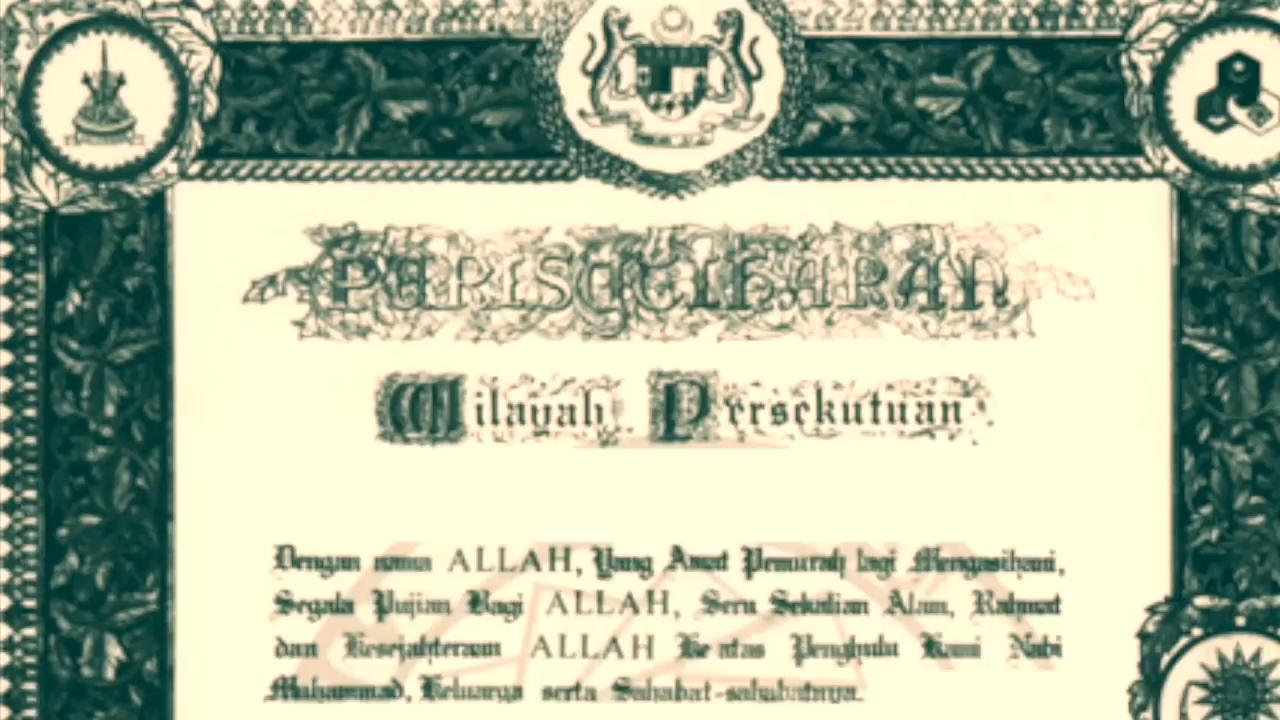 PERISYTIHARAN
Wilayah Persekutuan
Dengan nama ALLAH, Yang Amat Pemurah lagi Mengasihani,
Segala Pujian Bagi ALLAH, Seru Sekalian Alam, Rahmat
dan Kesejahteraan ALLAH Ke atas Penghulu Kami Nabi
Muhammad, Keluarga serta Sahabat-sahabatnya.